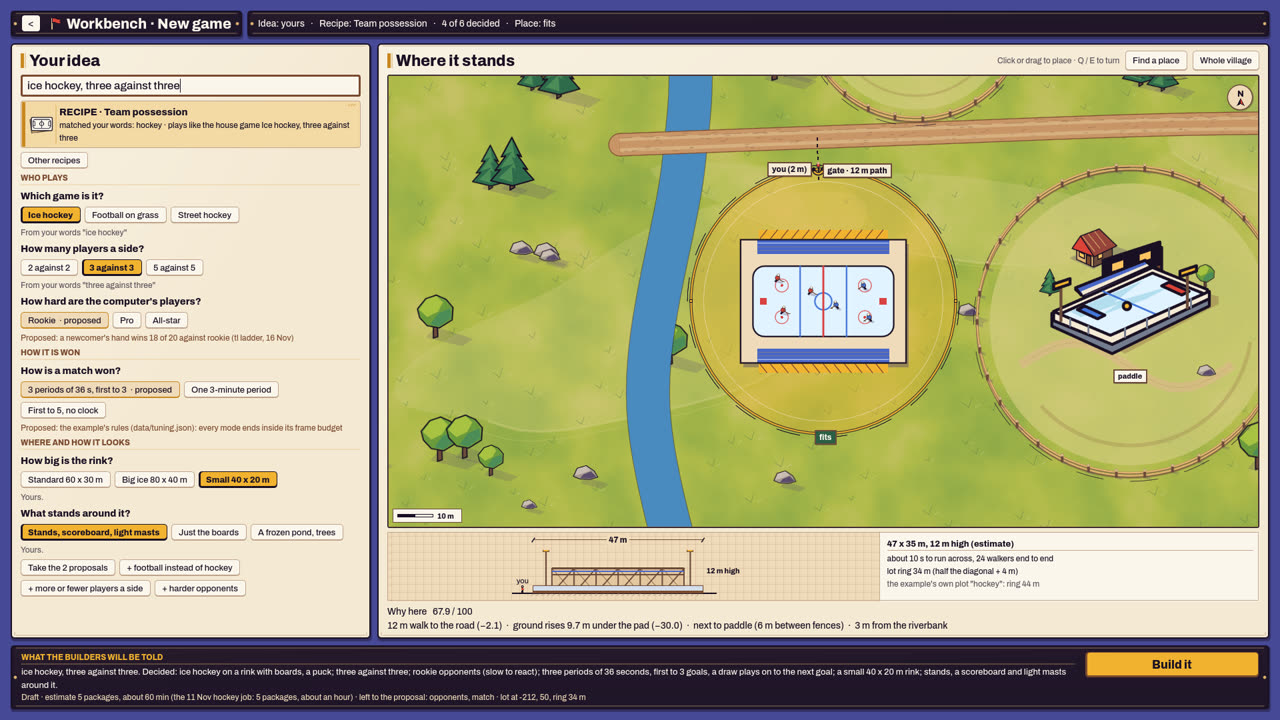 <
Workbench · New game
Idea: yours · Recipe: Team possession · 4 of 6 decided · Place: fits
Your idea
ice hockey, three against three
RECIPE · Team possession
matched your words: hockey · plays like the house game Ice hockey, three against
three
Other recipes
WHO PLAYS
Which game is it?
Ice hockey
Football on grass
Street hockey
From your words "ice hockey"
How many players a side?
2 against 2
3 against 3
5 against 5
From your words "three against three"
How hard are the computer's players?
Rookie · proposed
Pro
All-star
Proposed: a newcomer's hand wins 18 of 20 against rookie (tl ladder, 16 Nov)
HOW IT IS WON
How is a match won?
3 periods of 36 s, first to 3 · proposed
One 3-minute period
First to 5, no clock
Proposed: the example's rules (data/tuning.json): every mode ends inside its frame budget
WHERE AND HOW IT LOOKS
How big is the rink?
Standard 60 x 30 m
Big ice 80 x 40 m
Small 40 x 20 m
Yours.
What stands around it?
Stands, scoreboard, light masts
Just the boards
A frozen pond, trees
Yours.
Take the 2 proposals
+ football instead of hockey
+ more or fewer players a side
+ harder opponents
Where it stands
Click or drag to place · Q / E to turn
Find a place
Whole village
N
you (2 m)
gate · 12 m path
paddle
fits
10 m
47 m
12 m high
you
47 x 35 m, 12 m high (estimate)
about 10 s to run across, 24 walkers end to end
lot ring 34 m (half the diagonal + 4 m)
the example's own plot "hockey": ring 44 m
Why here 67.9 / 100
12 m walk to the road (−2.1) · ground rises 9.7 m under the pad (−30.0) · next to paddle (6 m between fences) · 3 m from the riverbank
WHAT THE BUILDERS WILL BE TOLD
ice hockey, three against three. Decided: ice hockey on a rink with boards, a puck; three against three; rookie opponents (slow to react); three periods of 36 seconds, first to 3 goals, a draw plays on to the next goal; a small 40 x 20 m rink; stands, a scoreboard and light masts
around it.
Draft · estimate 5 packages, about 60 min (the 11 Nov hockey job: 5 packages, about an hour) · left to the proposal: opponents, match · lot at -212, 50, ring 34 m
Build it